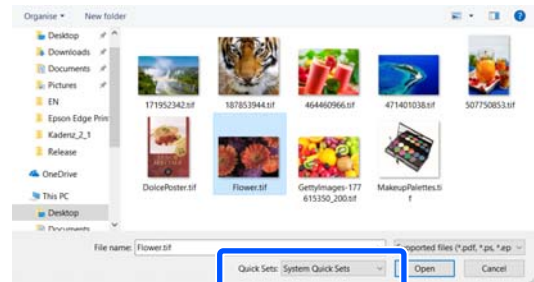 Organise
New folder
Desktop
Downloads
Documents
Pictures
EN
Epson Edge Print
Kadenz_2_1
Release
OneDrive
This PC
Desktop
Documents
171952342.tif
187853944.tif
464460966.tif
471401038.tif
507750853.tif
DolcePoster.tif
Flower.tif
GettyImages-177
615350_200.tif
MakeupPalettes.ti
f
File name: Flower.tif
Supported files (*.pdf, *.ps, *.ep
Quick Sets: System Quick Sets
Open
Cancel